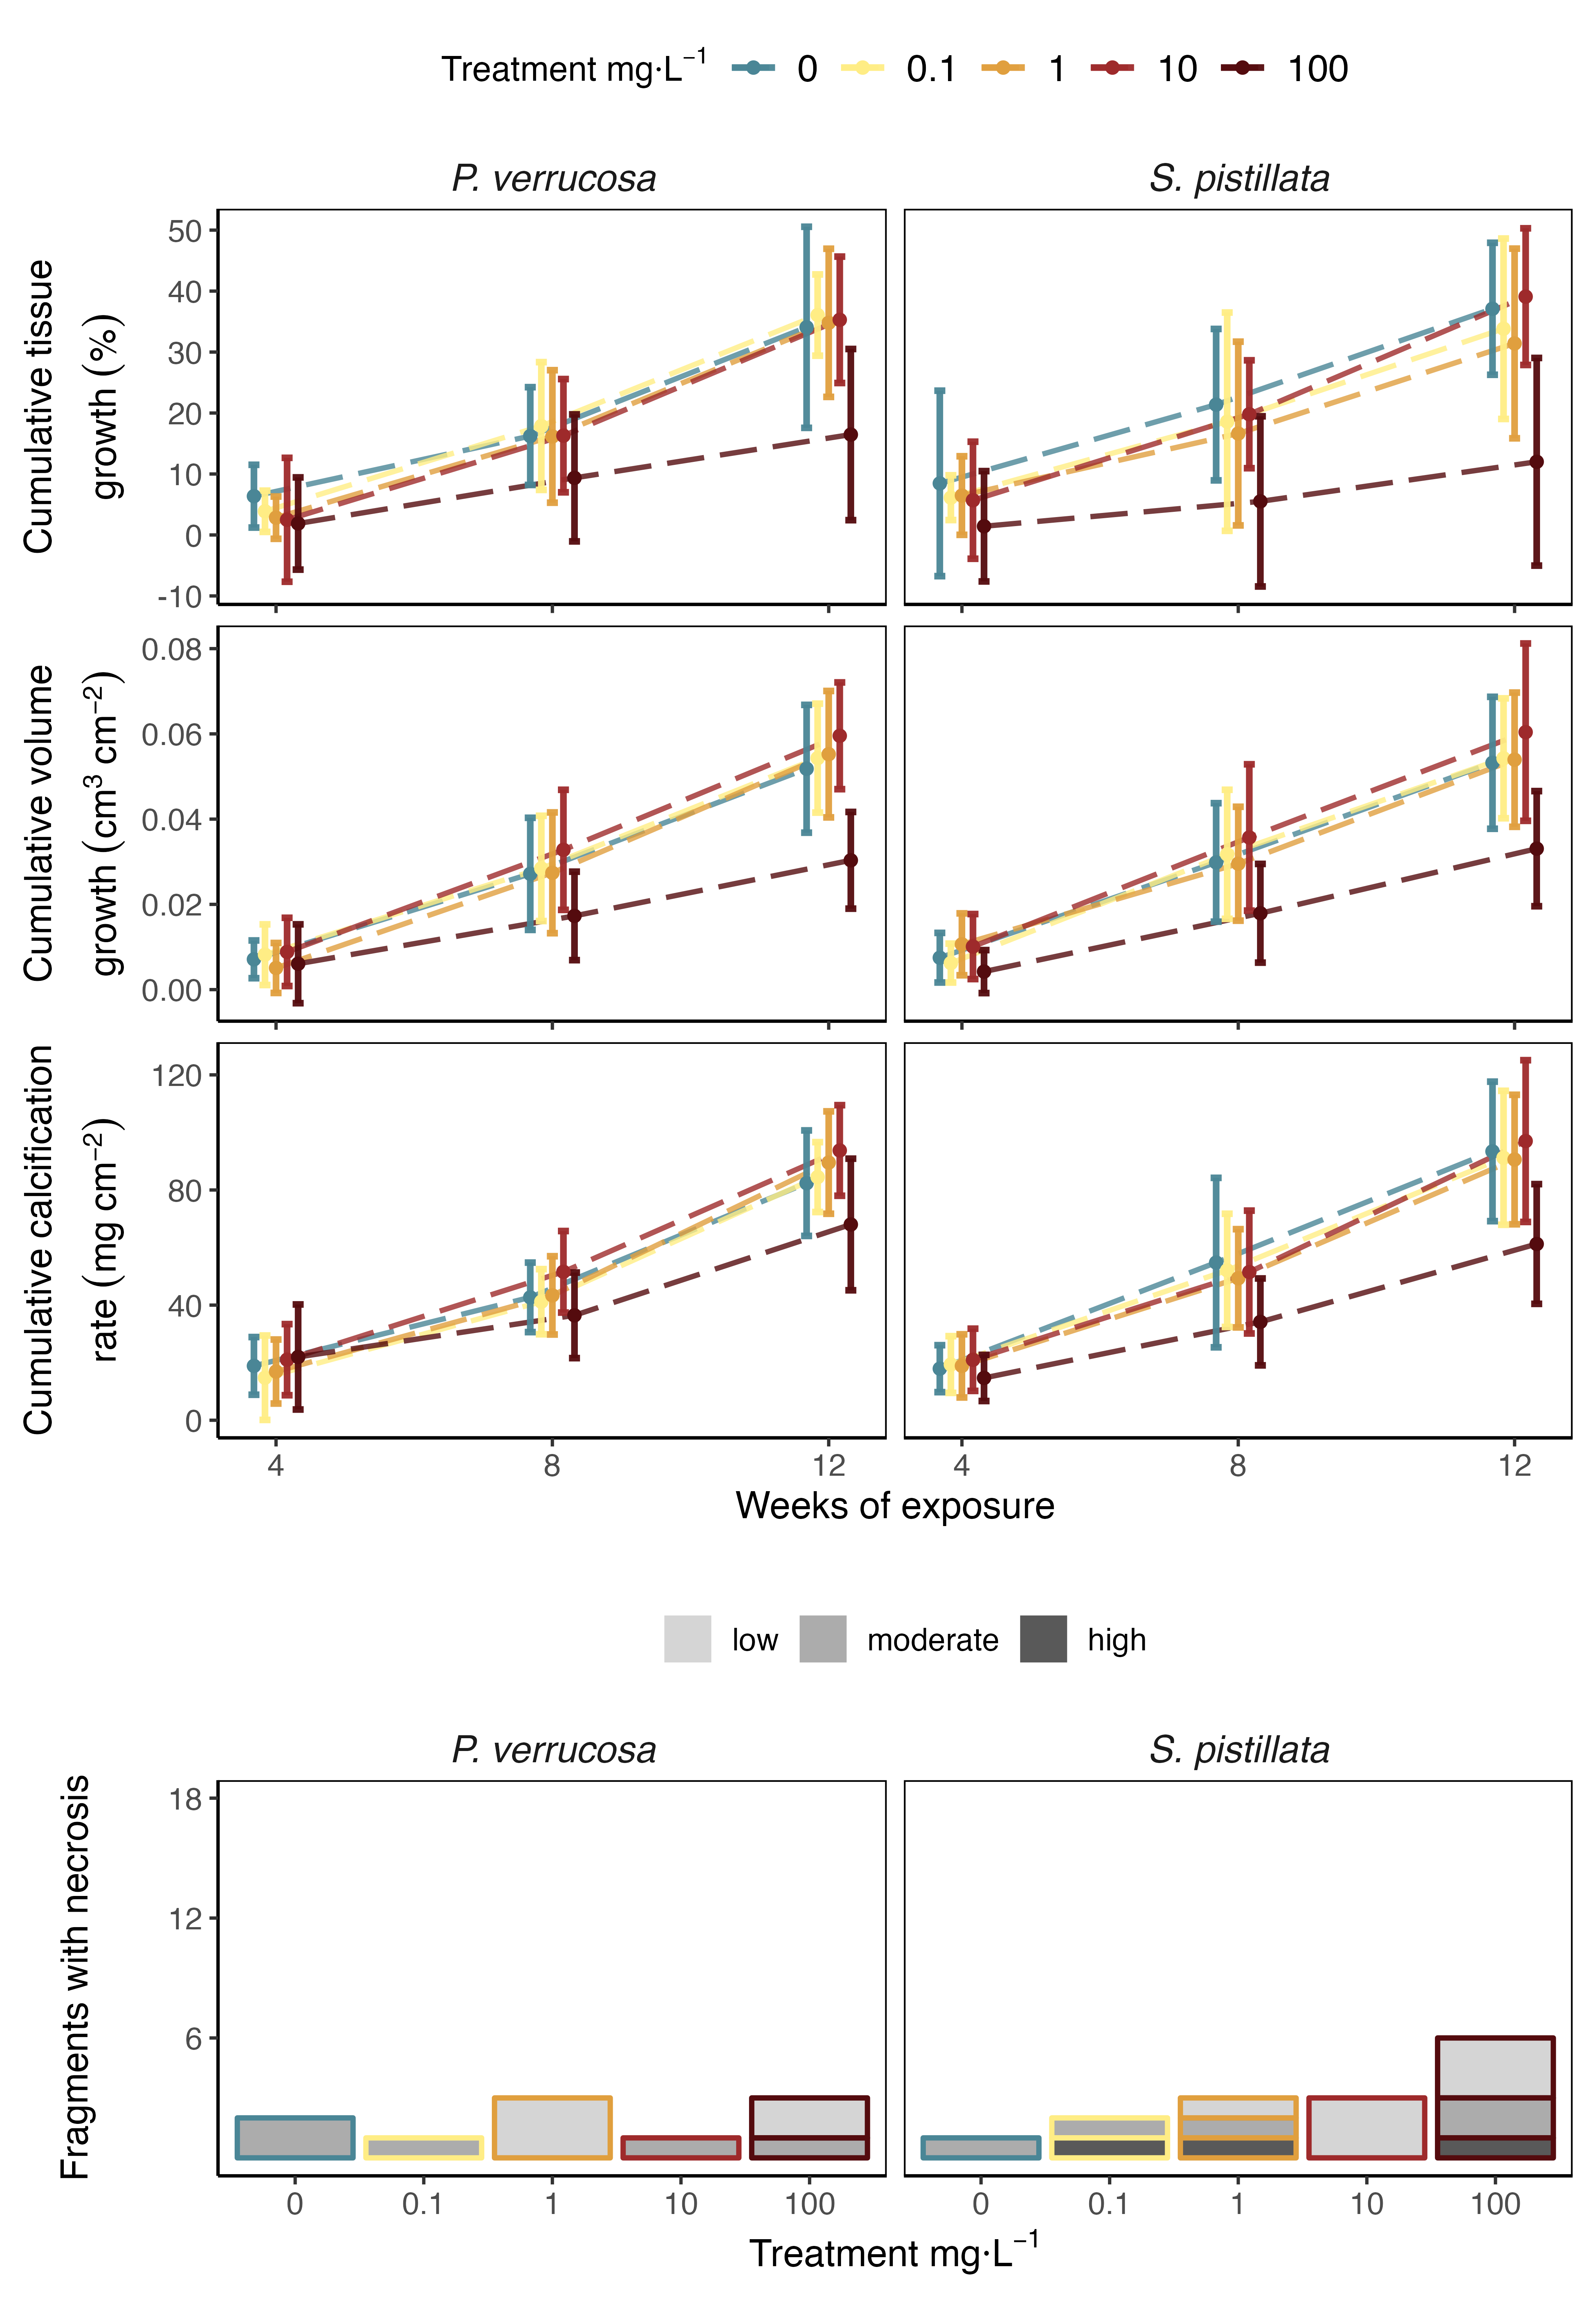 Treatment mg·L⁻¹ 0 0.1 1 10 100
P. verrucosa S. pistillata
Cumulative tissue
growth (%)
50
40
30
20
10
0
-10
Cumulative volume
growth (cm³ cm⁻²)
0.08
0.06
0.04
0.02
0.00
Cumulative calcification
rate (mg cm⁻²)
120
80
40
0
4 8 12 4 8 12
Weeks of exposure
low moderate high
P. verrucosa S. pistillata
Fragments with necrosis
18
12
6
0 0.1 1 10 100 0 0.1 1 10 100
Treatment mg·L⁻¹